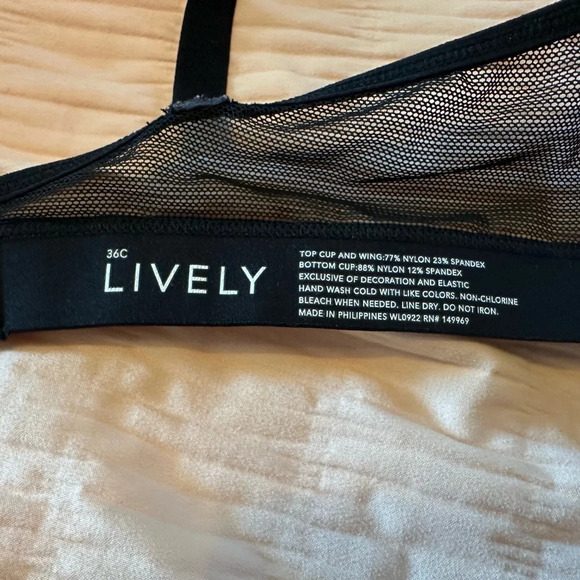 36C
LIVELY
TOP CUP AND WING:77% NYLON 23% SPANDEX
BOTTOM CUP:88% NYLON 12% SPANDEX
EXCLUSIVE OF DECORATION AND ELASTIC
HAND WASH COLD WITH LIKE COLORS. NON-CHLORINE
BLEACH WHEN NEEDED. LINE DRY. DO NOT IRON.
MADE IN PHILIPPINES WL0922 RN# 149969